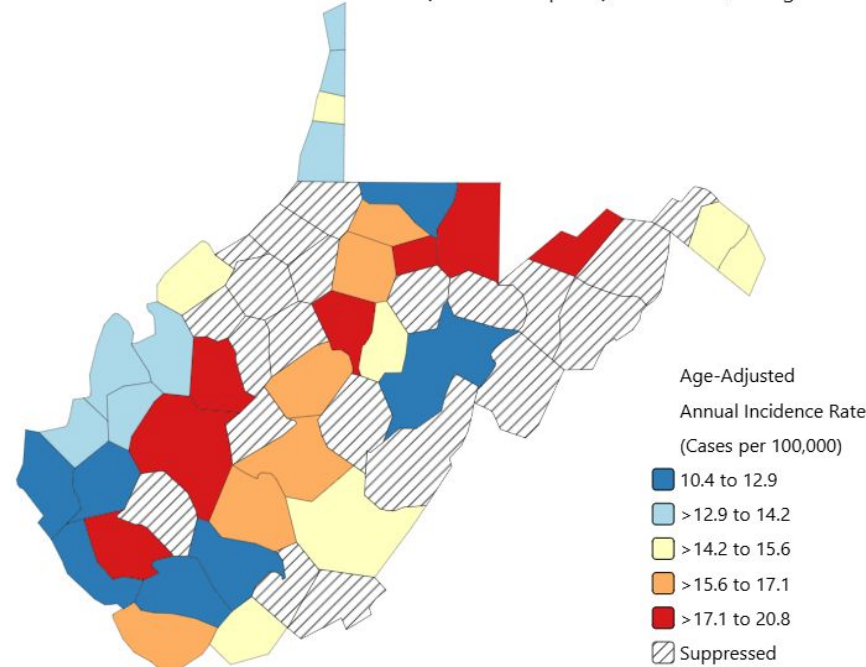 Age-Adjusted
Annual Incidence Rate
(Cases per 100,000)
10.4 to 12.9
>12.9 to 14.2
>14.2 to 15.6
>15.6 to 17.1
>17.1 to 20.8
Suppressed